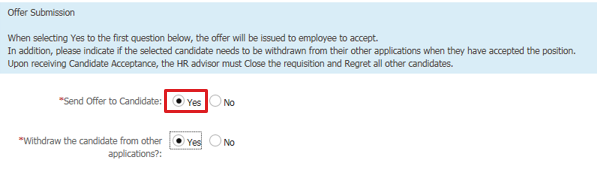 Offer Submission
When selecting Yes to the first question below, the offer will be issued to employee to accept.
In addition, please indicate if the selected candidate needs to be withdrawn from their other applications when they have accepted the position.
Upon receiving Candidate Acceptance, the HR advisor must Close the requisition and Regret all other candidates.
*Send Offer to Candidate: Yes No
*Withdraw the candidate from other Yes No
applications?: